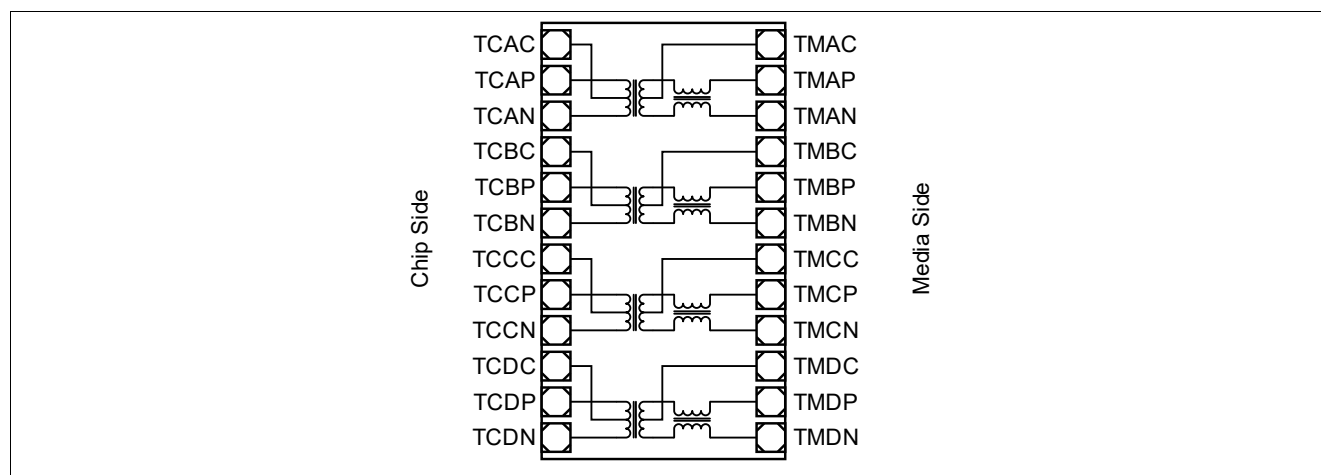 TCAC
TMAC
TCAP
TMAP
TCAN
TMAN
TCBC
TMBC
TCBP
TMBP
TCBN
TMBN
Chip Side
Media Side
TCCC
TMCC
TCCP
TMCP
TCCN
TMCN
TCDC
TMDC
TCDP
TMDP
TCDN
TMDN